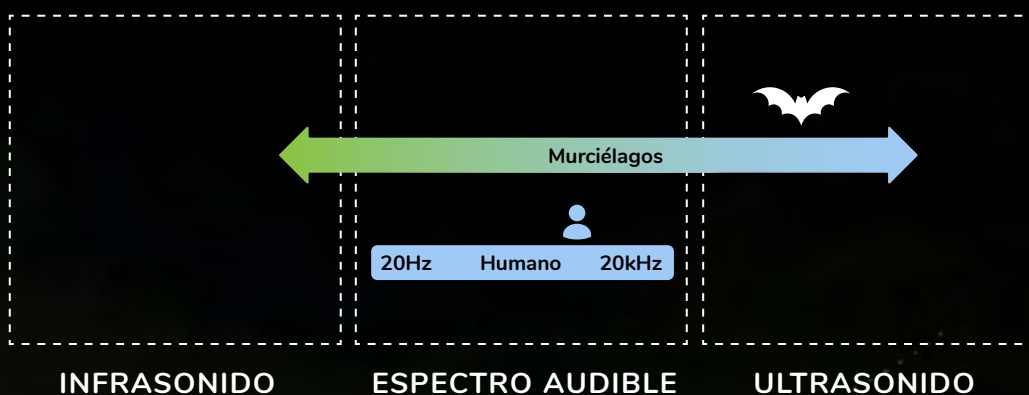 Murciélagos
20Hz Humano 20kHz
INFRASONIDO ESPECTRO AUDIBLE ULTRASONIDO